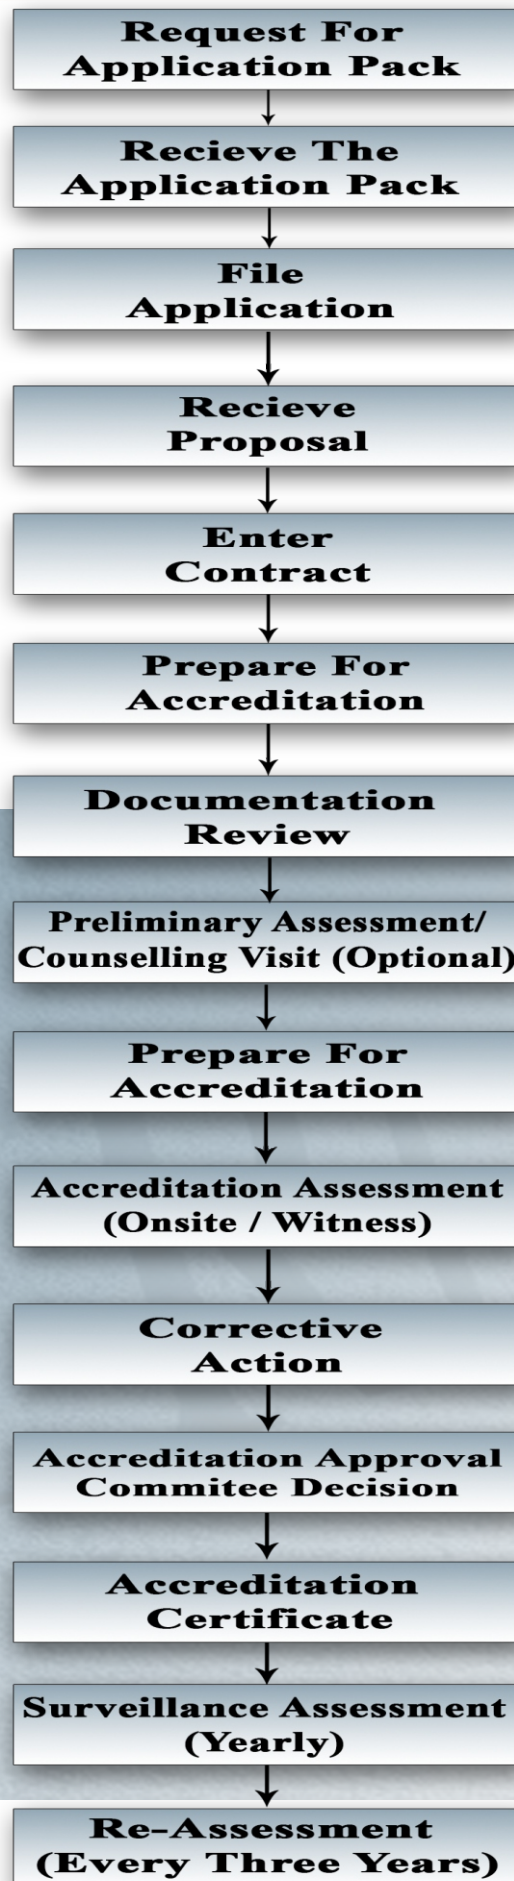 Request For
Application Pack
Recieve The
Application Pack
File
Application
Recieve
Proposal
Enter
Contract
Prepare For
Accreditation
Documentation
Review
Preliminary Assessment/
Counselling Visit (Optional)
Prepare For
Accreditation
Accreditation Assessment
(Onsite / Witness)
Corrective
Action
Accreditation Approval
Commitee Decision
Accreditation
Certificate
Surveillance Assessment
(Yearly)
Re-Assessment
(Every Three Years)